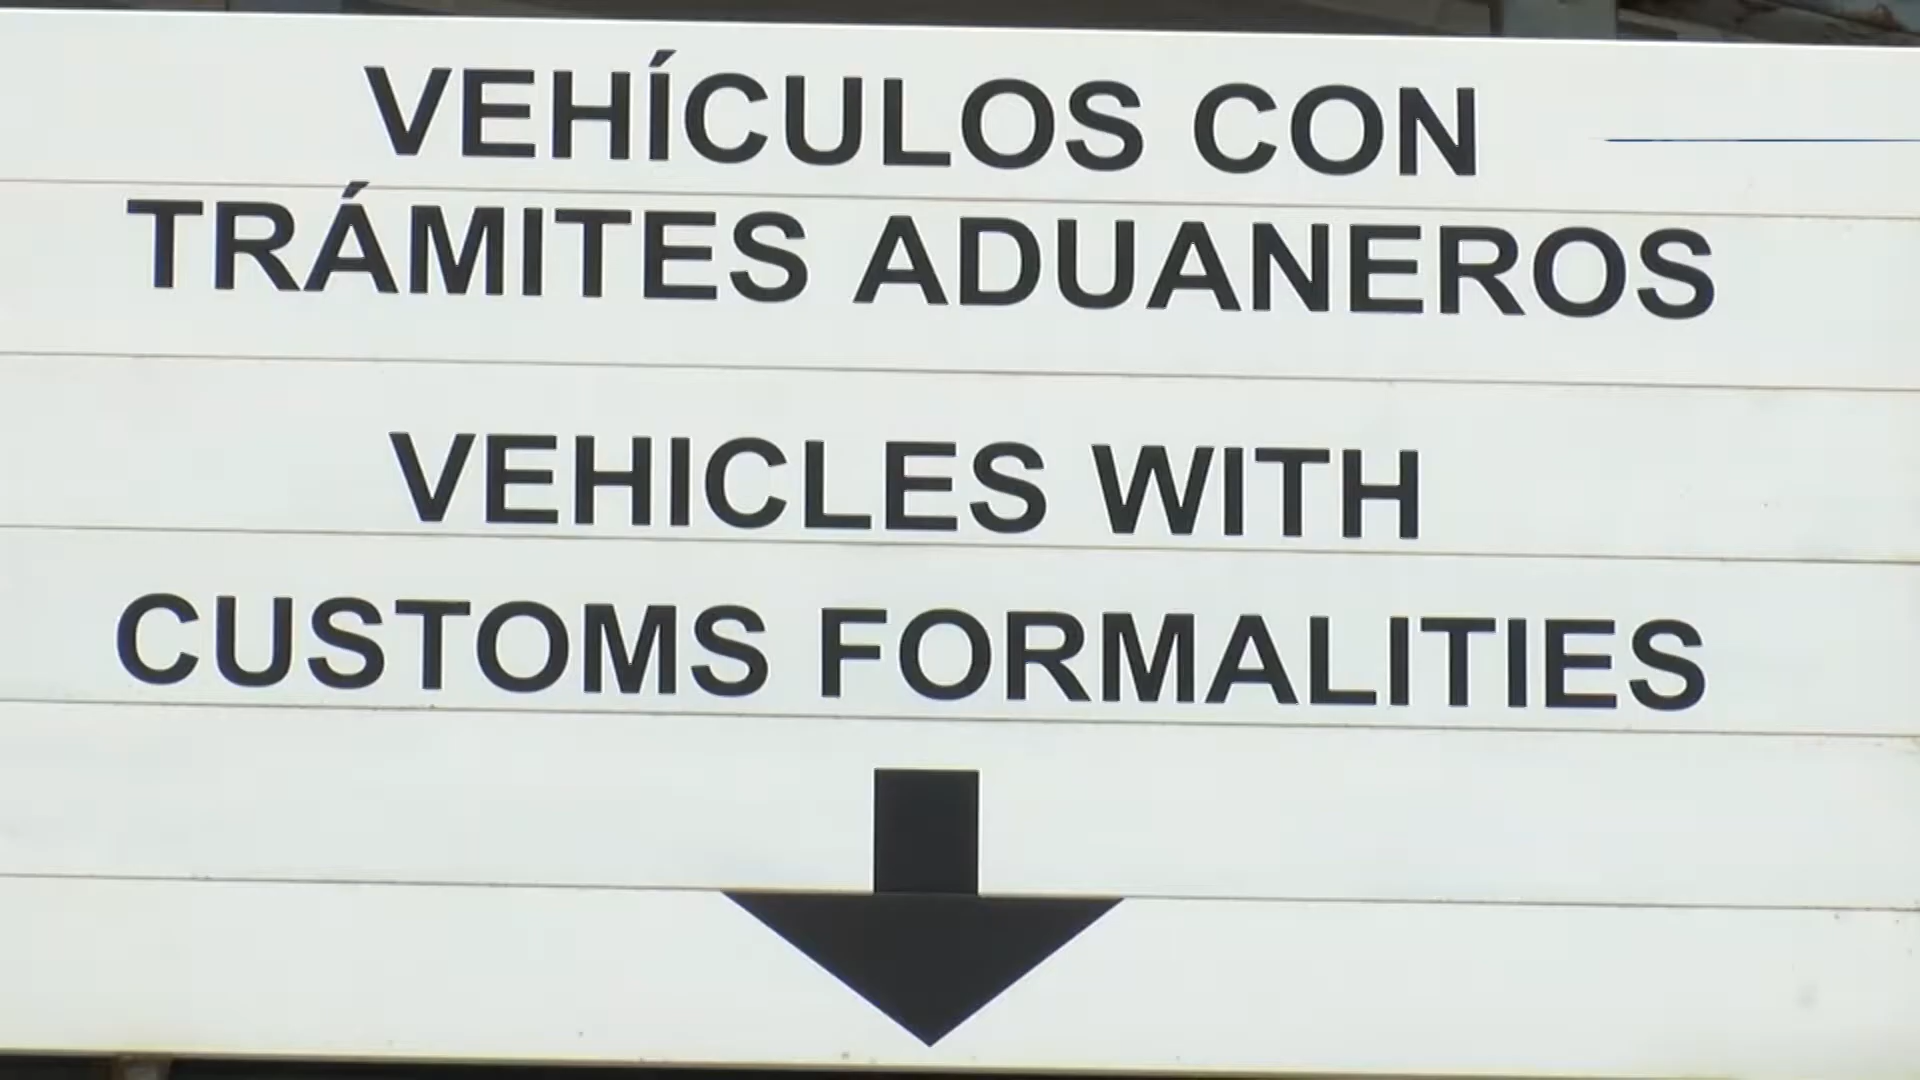 VEHÍCULOS CON
TRÁMITES ADUANEROS
VEHICLES WITH
CUSTOMS FORMALITIES